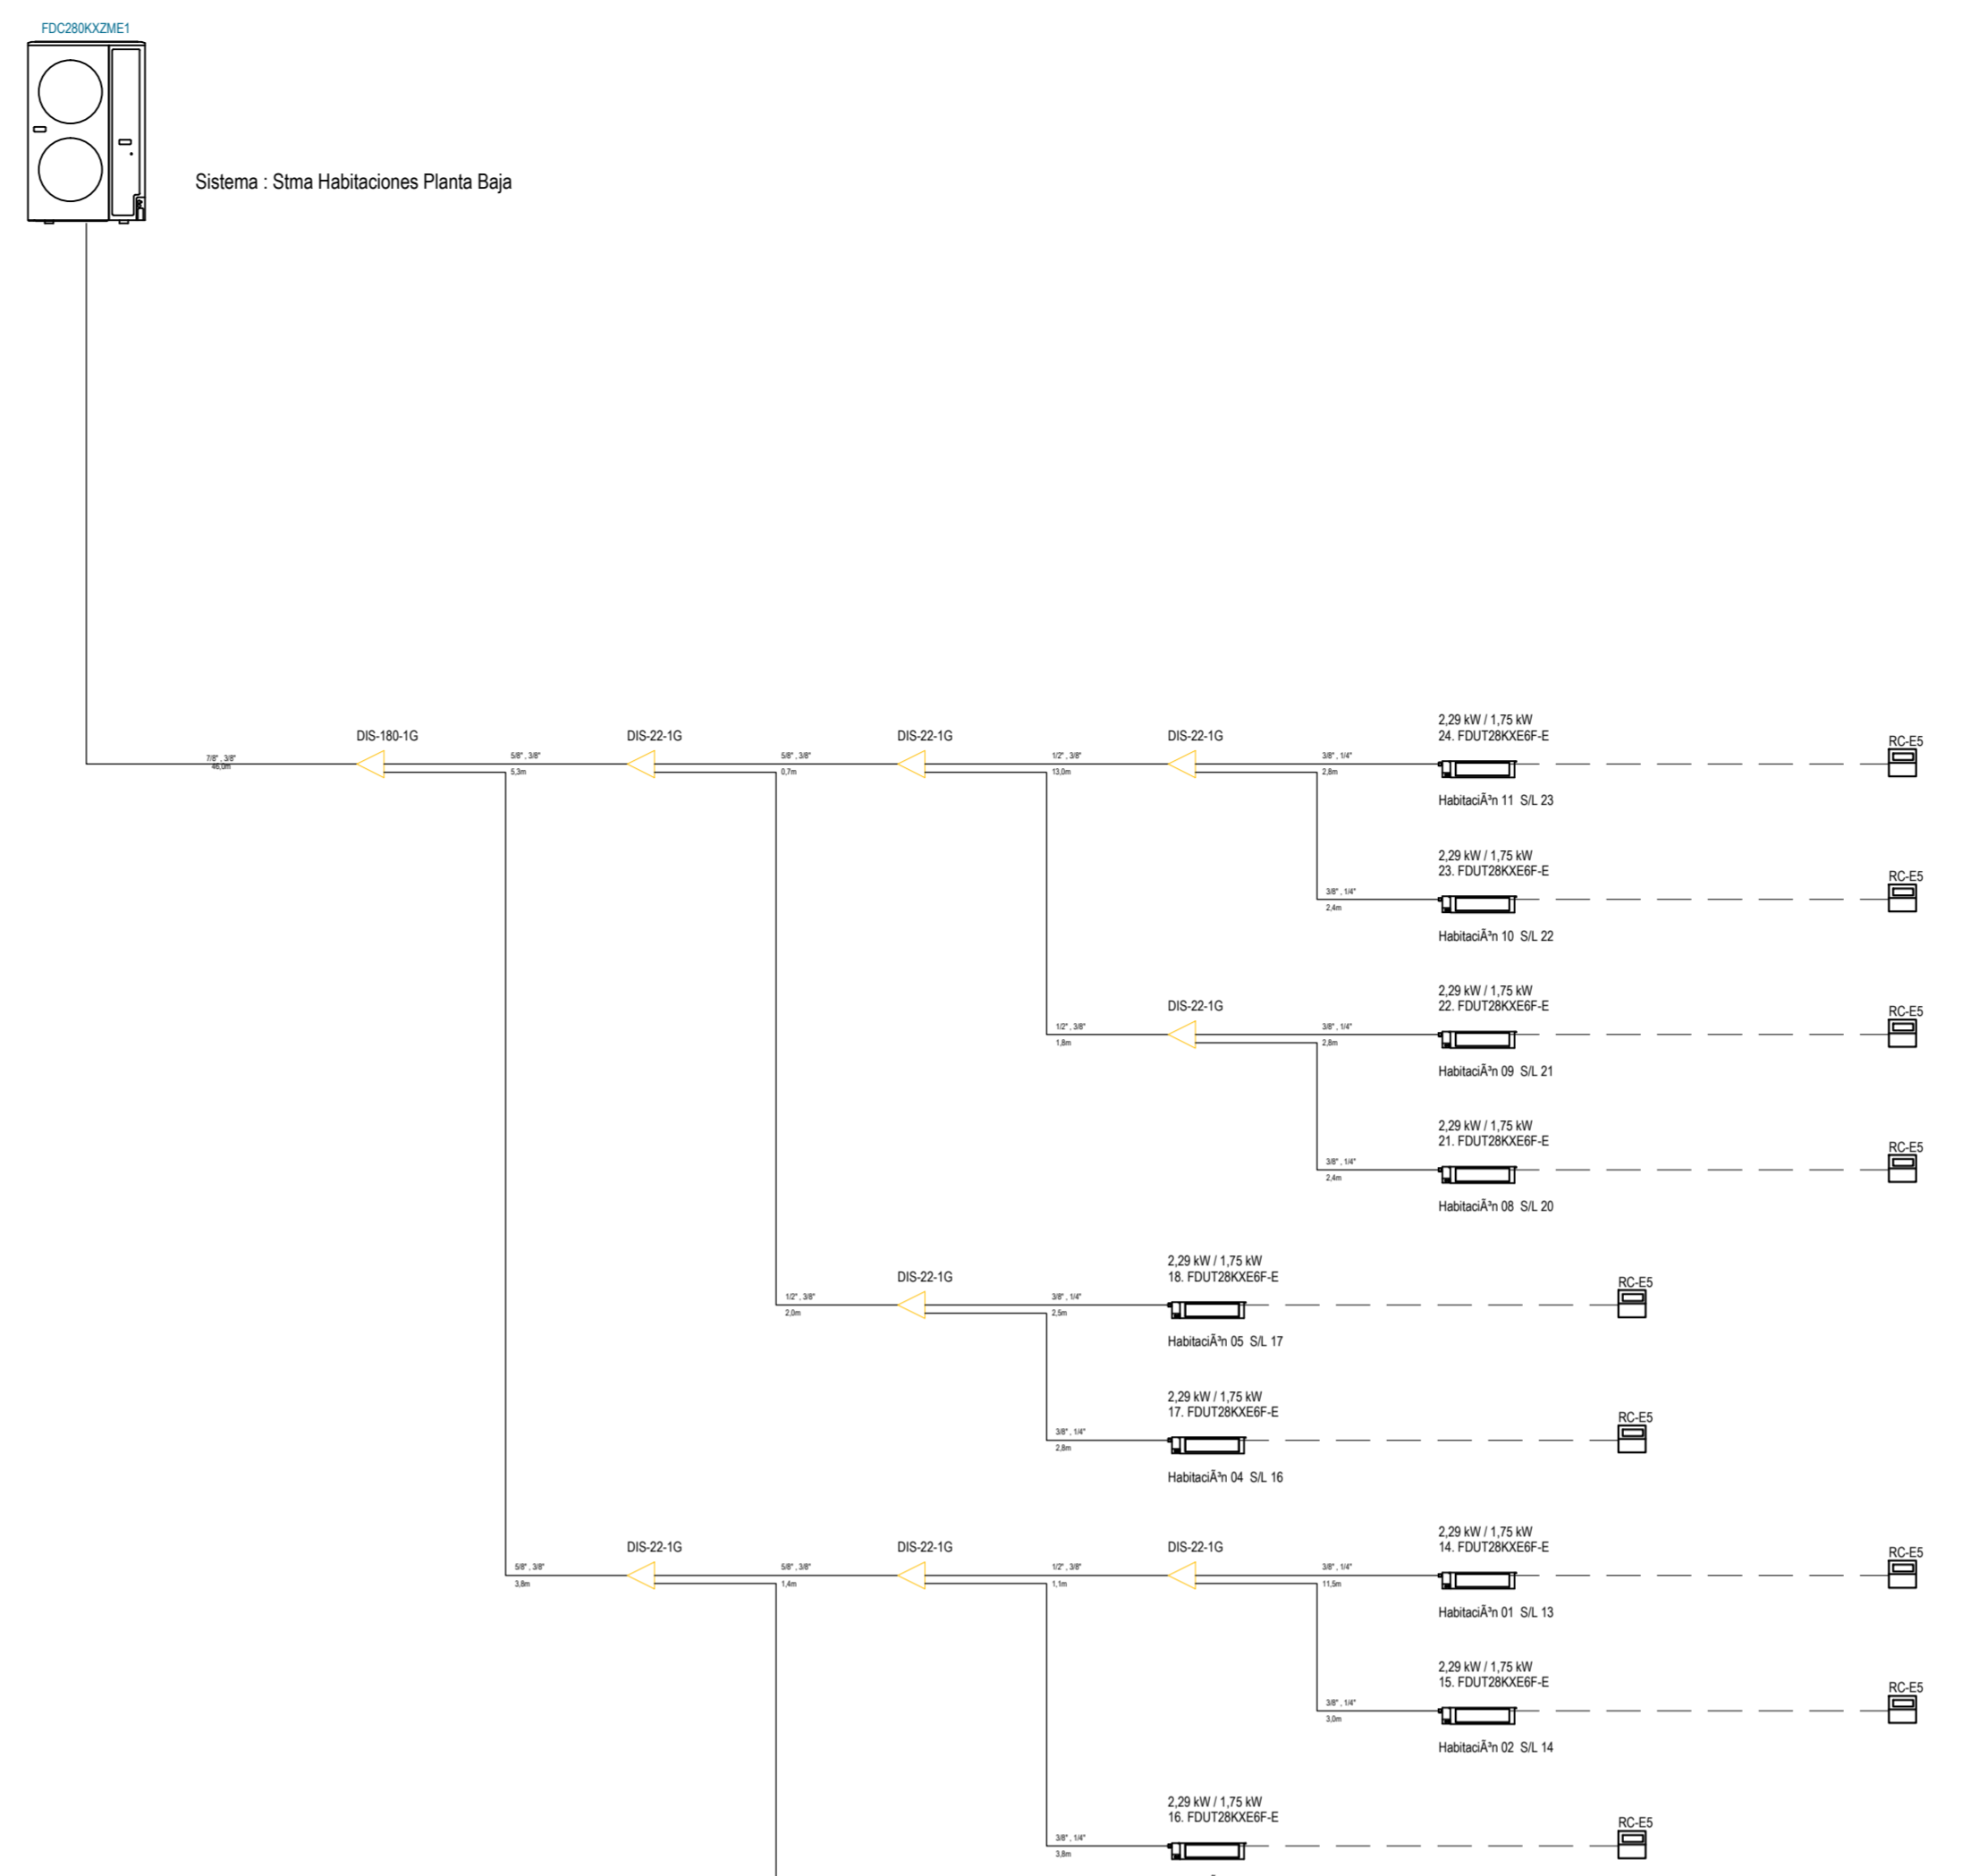 FDC280KXZME1
Sistema : Stma Habitaciones Planta Baja
7/8" , 3/8"
46,0m
DIS-180-1G
5/8" , 3/8"
5,3m
DIS-22-1G
5/8" , 3/8"
0,7m
DIS-22-1G
1/2" , 3/8"
13,0m
DIS-22-1G
3/8" , 1/4"
2,8m
2,29 kW / 1,75 kW
24. FDUT28KXE6F-E
HabitaciÃ³n 11 S/L 23
RC-E5
3/8" , 1/4"
2,4m
2,29 kW / 1,75 kW
23. FDUT28KXE6F-E
HabitaciÃ³n 10 S/L 22
RC-E5
1/2" , 3/8"
1,8m
DIS-22-1G
3/8" , 1/4"
2,8m
2,29 kW / 1,75 kW
22. FDUT28KXE6F-E
HabitaciÃ³n 09 S/L 21
RC-E5
3/8" , 1/4"
2,4m
2,29 kW / 1,75 kW
21. FDUT28KXE6F-E
HabitaciÃ³n 08 S/L 20
RC-E5
1/2" , 3/8"
2,0m
DIS-22-1G
3/8" , 1/4"
2,5m
2,29 kW / 1,75 kW
18. FDUT28KXE6F-E
HabitaciÃ³n 05 S/L 17
RC-E5
3/8" , 1/4"
2,8m
2,29 kW / 1,75 kW
17. FDUT28KXE6F-E
HabitaciÃ³n 04 S/L 16
RC-E5
5/8" , 3/8"
3,8m
DIS-22-1G
5/8" , 3/8"
1,4m
DIS-22-1G
1/2" , 3/8"
1,1m
DIS-22-1G
3/8" , 1/4"
11,5m
2,29 kW / 1,75 kW
14. FDUT28KXE6F-E
HabitaciÃ³n 01 S/L 13
RC-E5
3/8" , 1/4"
3,0m
2,29 kW / 1,75 kW
15. FDUT28KXE6F-E
HabitaciÃ³n 02 S/L 14
RC-E5
3/8" , 1/4"
3,8m
2,29 kW / 1,75 kW
16. FDUT28KXE6F-E
RC-E5